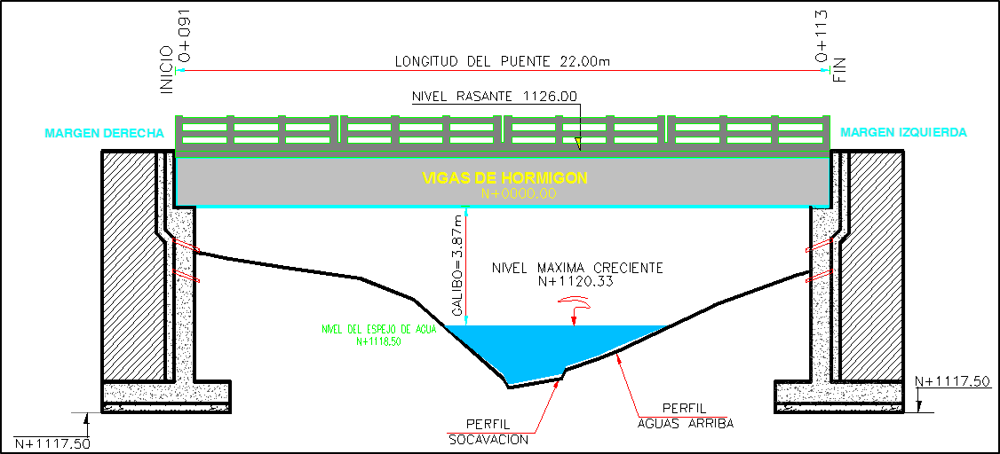 INICIO
0+091
LONGITUD DEL PUENTE 22.00m
0+113
FIN
NIVEL RASANTE 1126.00
MARGEN DERECHA
MARGEN IZQUIERDA
VIGAS DE HORMIGON
N+0000.00
GALIBO=3.87m
NIVEL MAXIMA CRECIENTE
N+1120.33
NIVEL DEL ESPEJO DE AGUA
N+1118.50
N+1117.50
PERFIL
AGUAS ARRIBA
PERFIL
SOCAVACION
N+1117.50